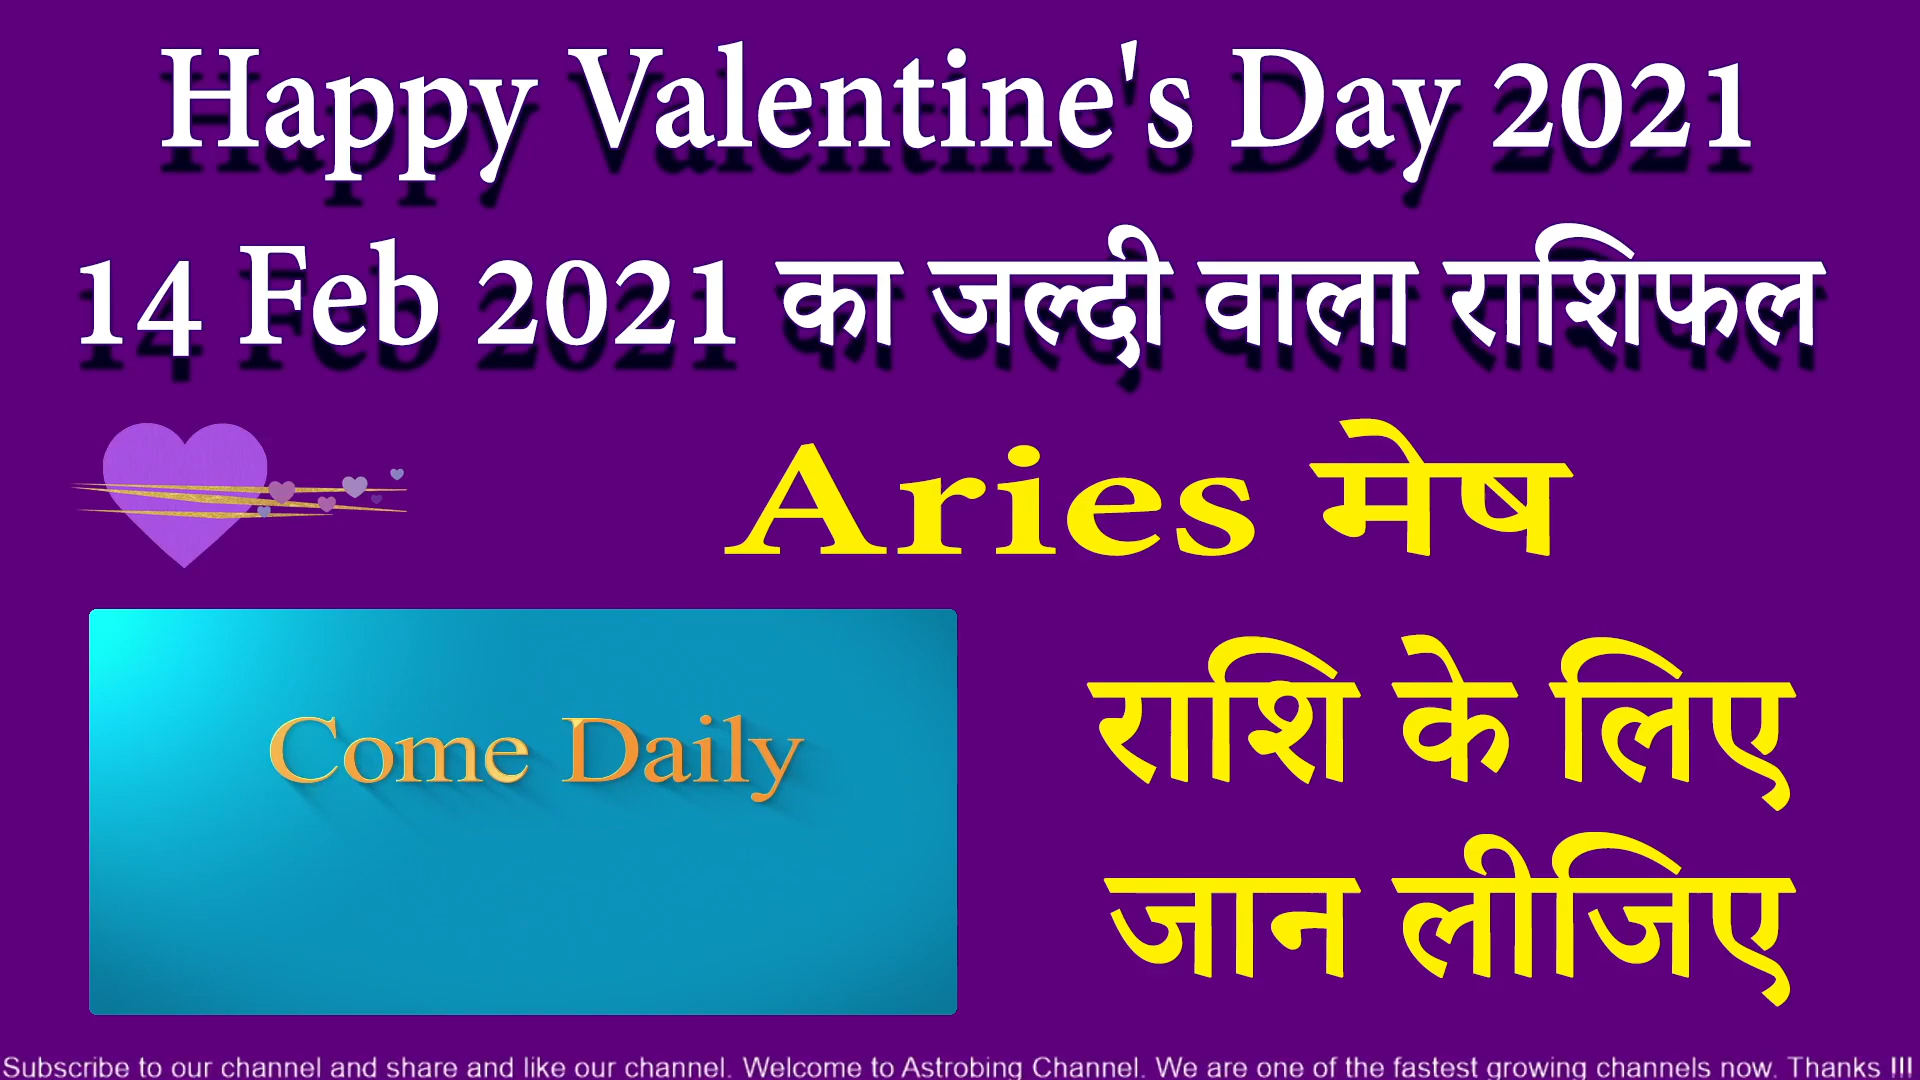 Happy Valentine's Day 2021
14 Feb 2021 का जल्दी वाला राशिफल
Aries मेष
Come Daily
राशि के लिए
जान लीजिए
Subscribe to our channel and share and like our channel. Welcome to Astrobing Channel. We are one of the fastest growing channels now. Thanks !!!